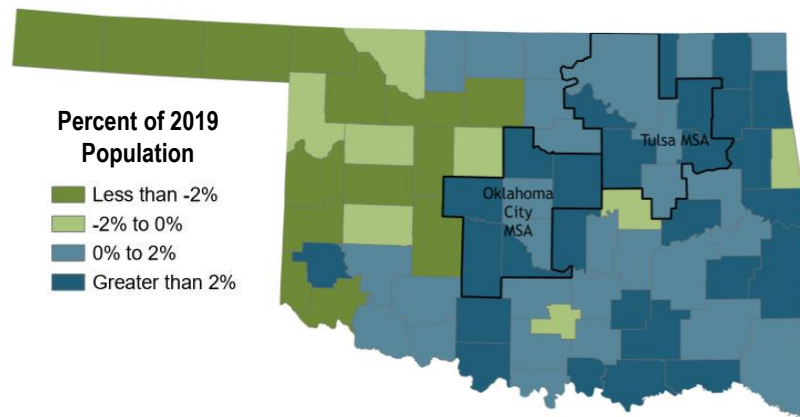 Percent of 2019
Population
Less than -2%
-2% to 0%
0% to 2%
Greater than 2%
Tulsa MSA
Oklahoma
City
MSA